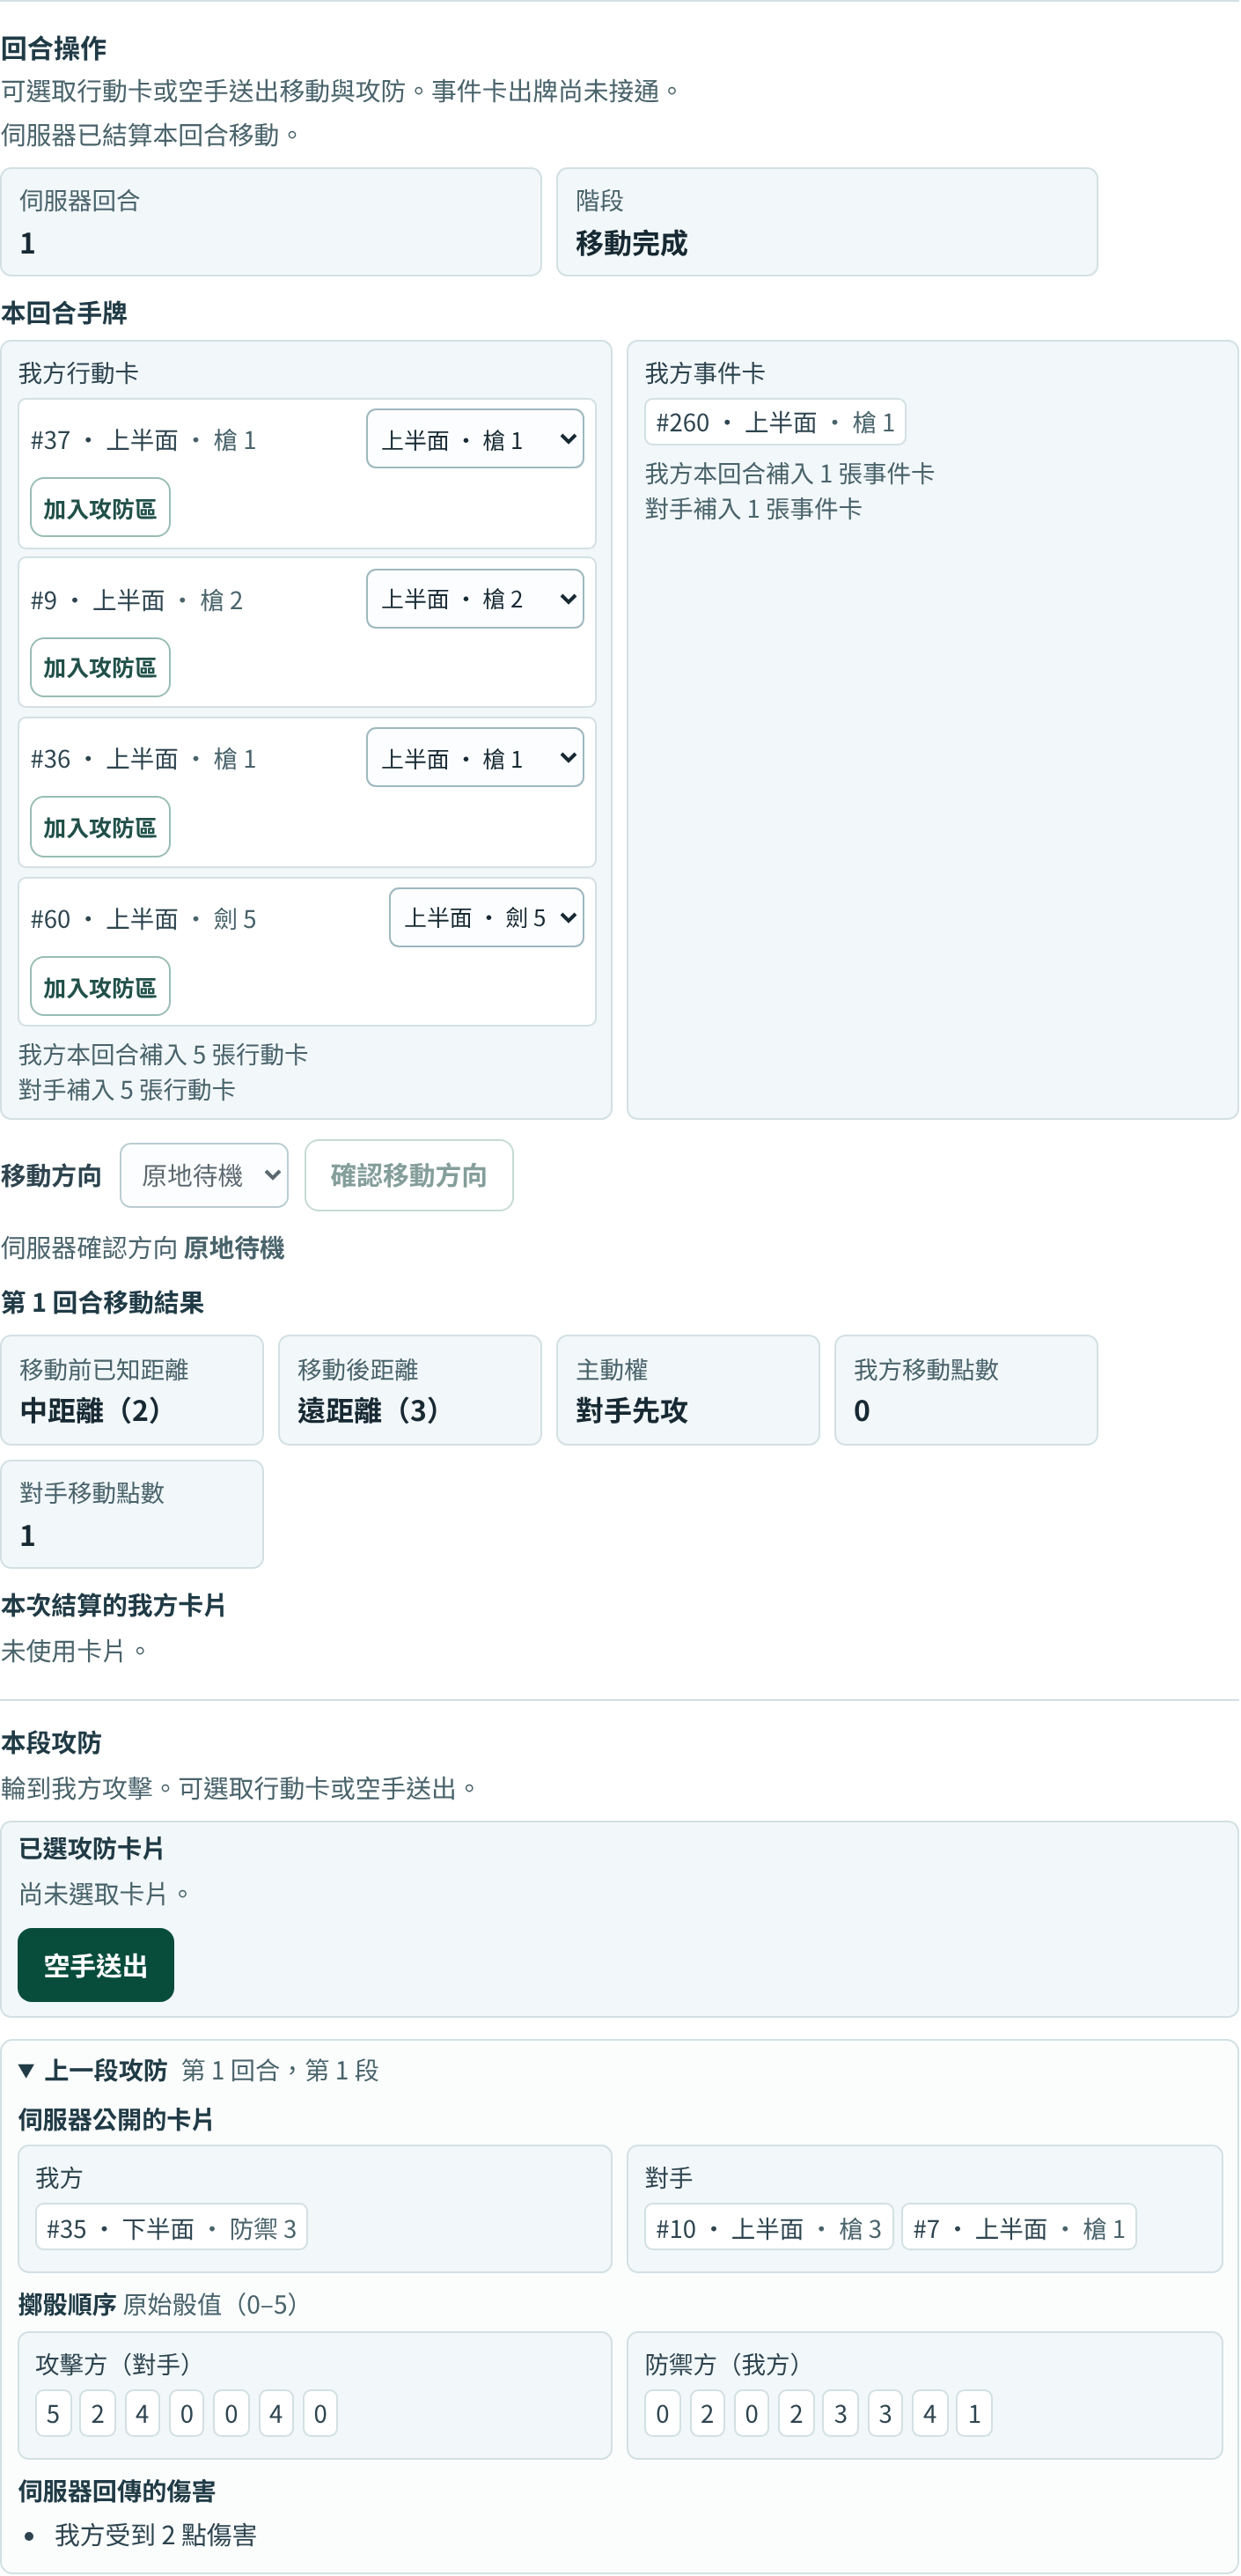 回合操作
可選取行動卡或空手送出移動與攻防。事件卡出牌尚未接通。
伺服器已結算本回合移動。
伺服器回合
1
階段
移動完成
本回合手牌
我方行動卡
#37 · 上半面 · 槍 1
上半面 · 槍 1
加入攻防區
#9 · 上半面 · 槍 2
上半面 · 槍 2
加入攻防區
#36 · 上半面 · 槍 1
上半面 · 槍 1
加入攻防區
#60 · 上半面 · 劍 5
上半面 · 劍 5
加入攻防區
我方本回合補入 5 張行動卡
對手補入 5 張行動卡
我方事件卡
#260 · 上半面 · 槍 1
我方本回合補入 1 張事件卡
對手補入 1 張事件卡
移動方向 原地待機 確認移動方向
伺服器確認方向 原地待機
第 1 回合移動結果
移動前已知距離
中距離（2）
移動後距離
遠距離（3）
主動權
對手先攻
我方移動點數
0
對手移動點數
1
本次結算的我方卡片
未使用卡片。
本段攻防
輪到我方攻擊。可選取行動卡或空手送出。
已選攻防卡片
尚未選取卡片。
空手送出
▼ 上一段攻防 第 1 回合，第 1 段
伺服器公開的卡片
我方
#35 · 下半面 · 防禦 3
對手
#10 · 上半面 · 槍 3 #7 · 上半面 · 槍 1
擲骰順序 原始骰值（0–5）
攻擊方（對手）
5 2 4 0 0 4 0
防禦方（我方）
0 2 0 2 3 3 4 1
伺服器回傳的傷害
• 我方受到 2 點傷害